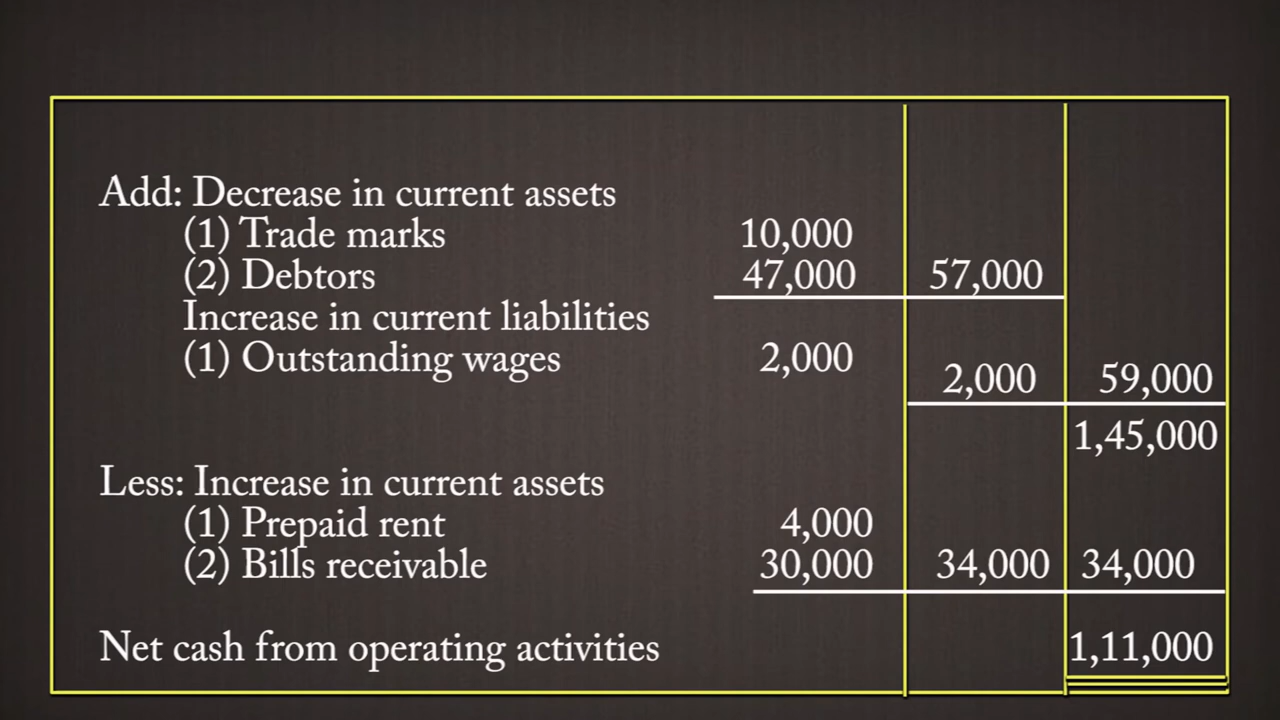 Add: Decrease in current assets
(1) Trade marks 10,000
(2) Debtors 47,000 57,000
Increase in current liabilities
(1) Outstanding wages 2,000
2,000 59,000
1,45,000
Less: Increase in current assets
(1) Prepaid rent 4,000
(2) Bills receivable 30,000 34,000 34,000
Net cash from operating activities 1,11,000